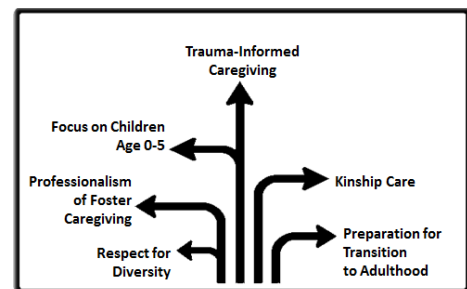 Trauma-Informed
Caregiving
Focus on Children
Age 0-5
Professionalism
of Foster
Caregiving
Kinship Care
Respect for
Diversity
Preparation for
Transition
to Adulthood